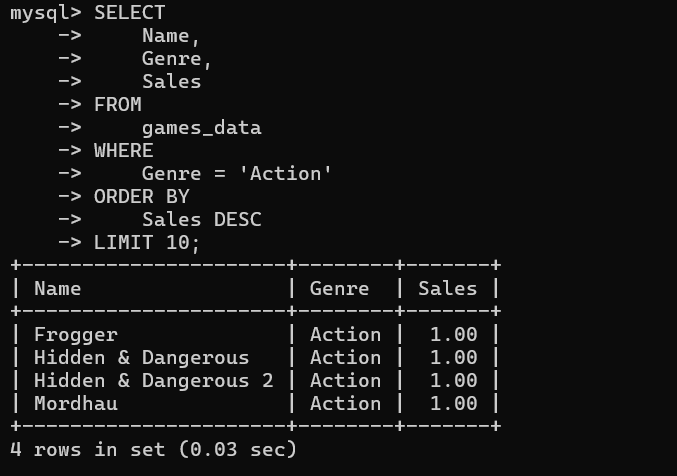 mysql> SELECT
    ->     Name,
    ->     Genre,
    ->     Sales
    -> FROM
    ->     games_data
    -> WHERE
    ->     Genre = 'Action'
    -> ORDER BY
    ->     Sales DESC
    -> LIMIT 10;
+----------------------+--------+-------+
| Name                 | Genre  | Sales |
+----------------------+--------+-------+
| Frogger              | Action |  1.00 |
| Hidden & Dangerous   | Action |  1.00 |
| Hidden & Dangerous 2 | Action |  1.00 |
| Mordhau              | Action |  1.00 |
+----------------------+--------+-------+
4 rows in set (0.03 sec)